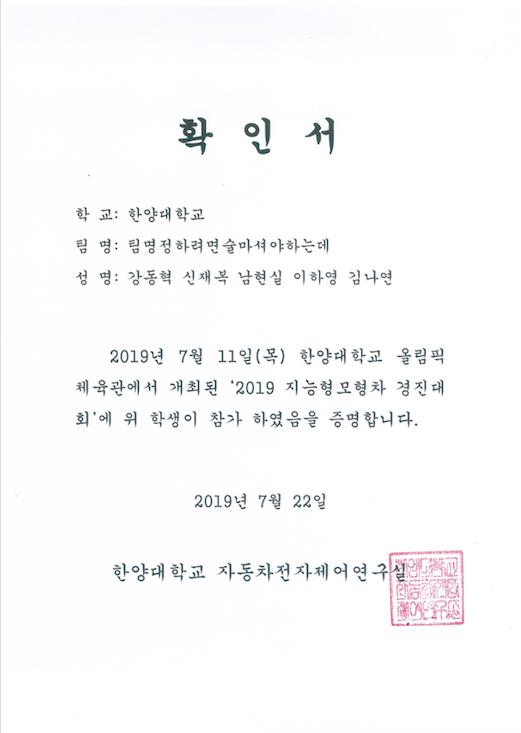 확 인 서
학 교: 한양대학교
팀 명: 팀명정하려면술마셔야하는데
성 명: 강동혁 신재복 남현실 이하영 김나연
2019년 7월 11일(목) 한양대학교 올림픽
체육관에서 개최된 '2019 지능형모형차 경진대
회'에 위 학생이 참가 하였음을 증명합니다.
2019년 7월 22일
한양대학교 자동차전자제어연구실